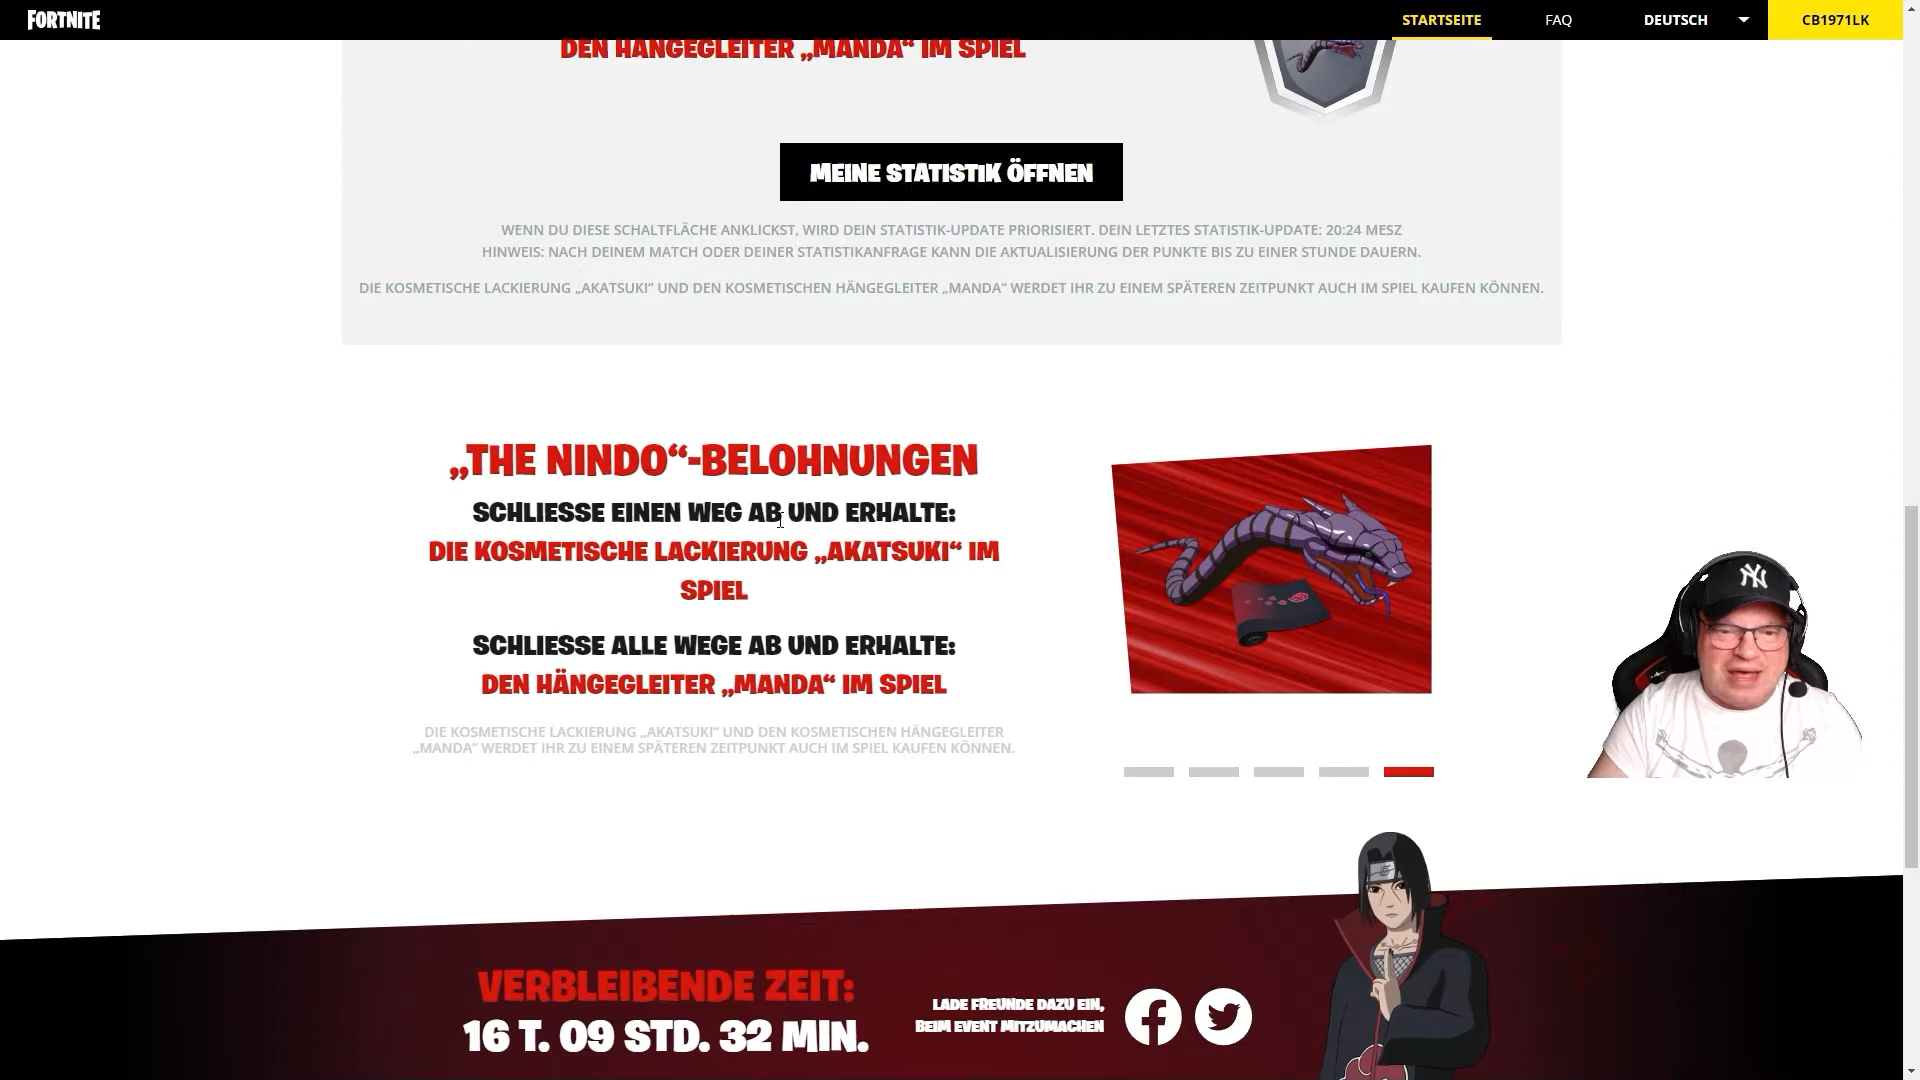 FORTNITE
STARTSEITE
FAQ
DEUTSCH
CB1971LK
DEN HÄNGEGLEITER „MANDA“ IM SPIEL
MEINE STATISTIK ÖFFNEN
WENN DU DIESE SCHALTFLÄCHE ANKLICKST, WIRD DEIN STATISTIK-UPDATE PRIORISIERT. DEIN LETZTES STATISTIK-UPDATE: 20:24 MESZ
HINWEIS: NACH DEINEM MATCH ODER DEINER STATISTIKANFRAGE KANN DIE AKTUALISIERUNG DER PUNKTE BIS ZU EINER STUNDE DAUERN.
DIE KOSMETISCHE LACKIERUNG „AKATSUKI“ UND DEN KOSMETISCHEN HÄNGEGLEITER „MANDA“ WERDET IHR ZU EINEM SPÄTEREN ZEITPUNKT AUCH IM SPIEL KAUFEN KÖNNEN.
„THE NINDO“-BELOHNUNGEN
SCHLIESSE EINEN WEG AB UND ERHALTE:
DIE KOSMETISCHE LACKIERUNG „AKATSUKI“ IM
SPIEL
SCHLIESSE ALLE WEGE AB UND ERHALTE:
DEN HÄNGEGLEITER „MANDA“ IM SPIEL
DIE KOSMETISCHE LACKIERUNG „AKATSUKI“ UND DEN KOSMETISCHEN HÄNGEGLEITER
„MANDA“ WERDET IHR ZU EINEM SPÄTEREN ZEITPUNKT AUCH IM SPIEL KAUFEN KÖNNEN.
NY
VERBLEIBENDE ZEIT:
16 T. 09 STD. 32 MIN.
LADE FREUNDE DAZU EIN,
BEIM EVENT MITZUMACHEN